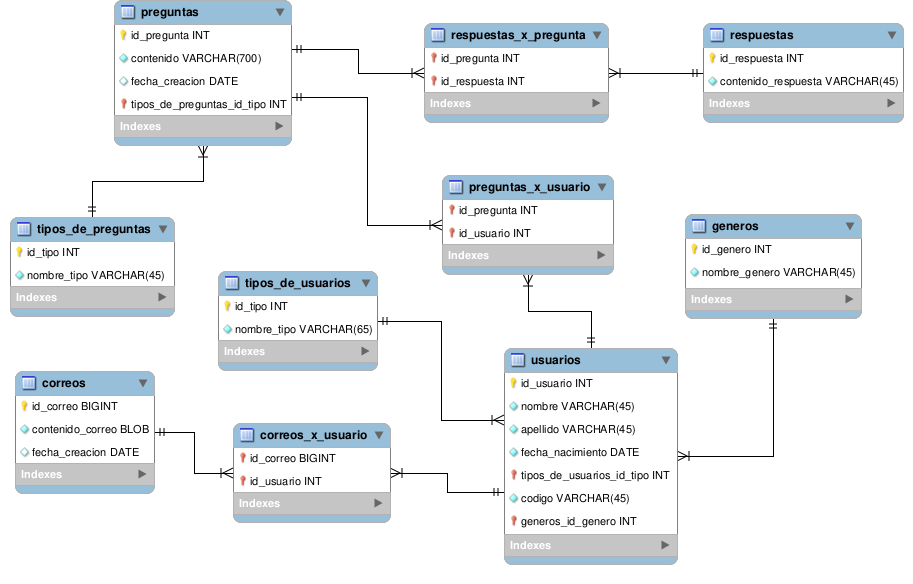 preguntas
id_pregunta INT
contenido VARCHAR(700)
fecha_creacion DATE
tipos_de_preguntas_id_tipo INT
Indexes
respuestas_x_pregunta
id_pregunta INT
id_respuesta INT
Indexes
respuestas
id_respuesta INT
contenido_respuesta VARCHAR(45)
Indexes
tipos_de_preguntas
id_tipo INT
nombre_tipo VARCHAR(45)
Indexes
preguntas_x_usuario
id_pregunta INT
id_usuario INT
Indexes
generos
id_genero INT
nombre_genero VARCHAR(45)
Indexes
tipos_de_usuarios
id_tipo INT
nombre_tipo VARCHAR(65)
Indexes
correos
id_correo BIGINT
contenido_correo BLOB
fecha_creacion DATE
Indexes
correos_x_usuario
id_correo BIGINT
id_usuario INT
Indexes
usuarios
id_usuario INT
nombre VARCHAR(45)
apellido VARCHAR(45)
fecha_nacimiento DATE
tipos_de_usuarios_id_tipo INT
codigo VARCHAR(45)
generos_id_genero INT
Indexes